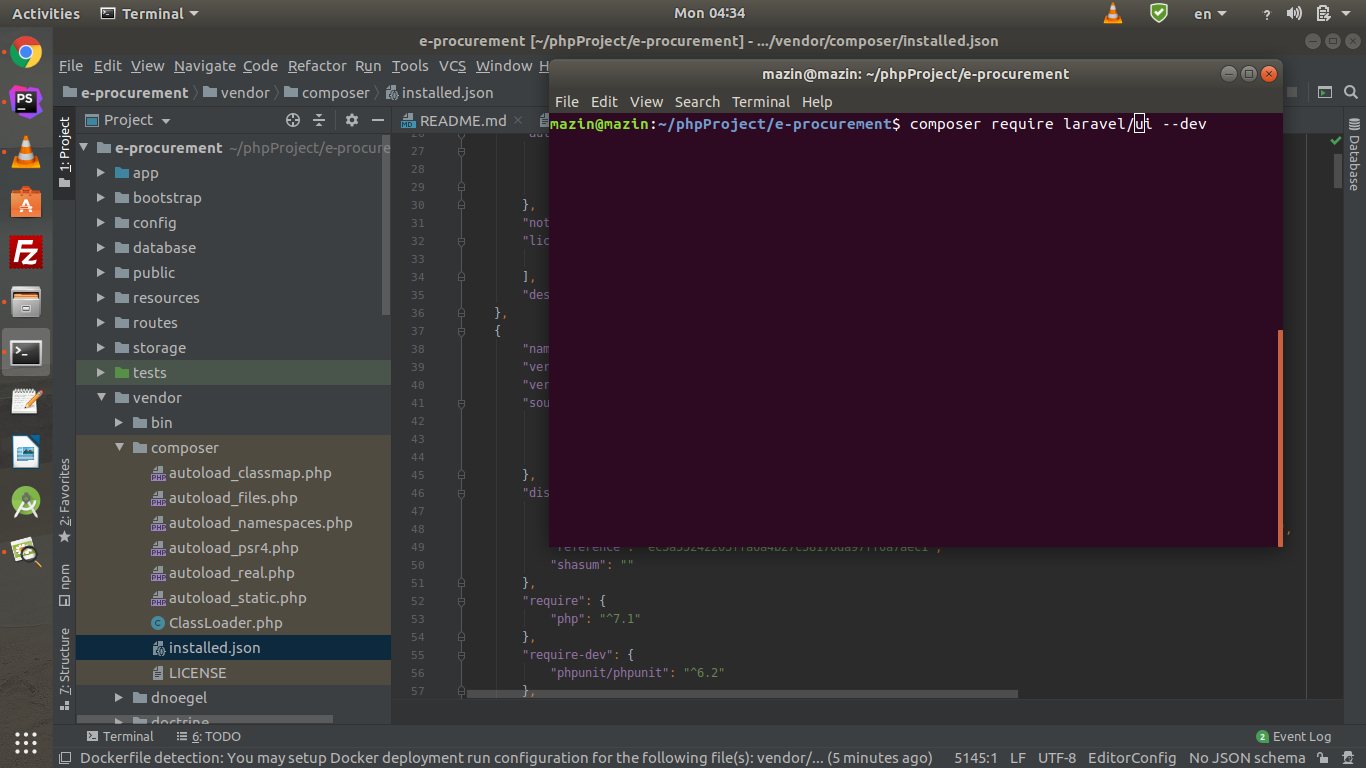 Activities Terminal Mon 04:34 en ?
e-procurement [~/phpProject/e-procurement] - .../vendor/composer/installed.json
File Edit View Navigate Code Refactor Run Tools VCS Window
e-procurement vendor composer installed.json
Project
README.md
1: Project
2: Favorites
npm
7: Structure
Database
e-procurement ~/phpProject/e-procure
app
bootstrap
config
database
public
resources
routes
storage
tests
vendor
bin
composer
autoload_classmap.php
autoload_files.php
autoload_namespaces.php
autoload_psr4.php
autoload_real.php
autoload_static.php
ClassLoader.php
installed.json
LICENSE
dnoegel
doctrine
mazin@mazin: ~/phpProject/e-procurement
File Edit View Search Terminal Help
mazin@mazin:~/phpProject/e-procurement$ composer require laravel/ui --dev
27
28
29
30 },
31 "not
32 "lic
33
34 ],
35 "des
36 },
37 {
38 "nam
39 "ver
40 "ver
41 "sou
42
43
44
45 },
46 "dis
47
48 ,
49
50 "shasum": ""
51 },
52 "require": {
53 "php": "^7.1"
54 },
55 "require-dev": {
56 "phpunit/phpunit": "^6.2"
57 },
Terminal 6: TODO 2 Event Log
Dockerfile detection: You may setup Docker deployment run configuration for the following file(s): vendor/... (5 minutes ago) 5145:1 LF UTF-8 EditorConfig No JSON schema